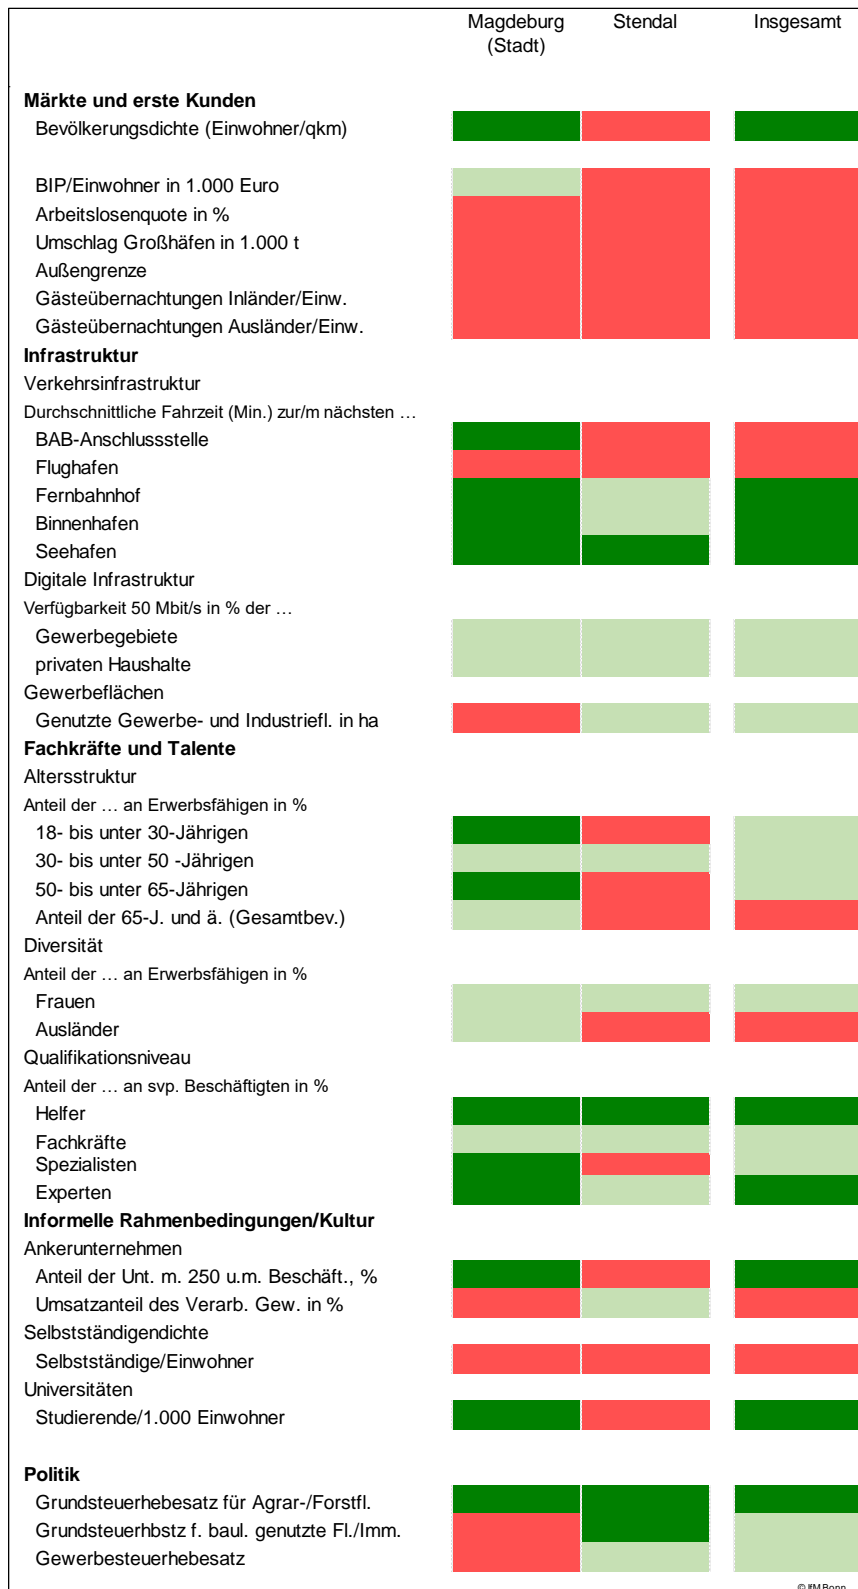 Magdeburg (Stadt) Stendal Insgesamt
Märkte und erste Kunden
Bevölkerungsdichte (Einwohner/qkm)
BIP/Einwohner in 1.000 Euro
Arbeitslosenquote in %
Umschlag Großhäfen in 1.000 t
Außengrenze
Gästeübernachtungen Inländer/Einw.
Gästeübernachtungen Ausländer/Einw.
Infrastruktur
Verkehrsinfrastruktur
Durchschnittliche Fahrzeit (Min.) zur/m nächsten …
BAB-Anschlussstelle
Flughafen
Fernbahnhof
Binnenhafen
Seehafen
Digitale Infrastruktur
Verfügbarkeit 50 Mbit/s in % der …
Gewerbegebiete
privaten Haushalte
Gewerbeflächen
Genutzte Gewerbe- und Industriefl. in ha
Fachkräfte und Talente
Altersstruktur
Anteil der … an Erwerbsfähigen in %
18- bis unter 30-Jährigen
30- bis unter 50 -Jährigen
50- bis unter 65-Jährigen
Anteil der 65-J. und ä. (Gesamtbev.)
Diversität
Anteil der … an Erwerbsfähigen in %
Frauen
Ausländer
Qualifikationsniveau
Anteil der … an svp. Beschäftigten in %
Helfer
Fachkräfte
Spezialisten
Experten
Informelle Rahmenbedingungen/Kultur
Ankerunternehmen
Anteil der Unt. m. 250 u.m. Beschäft., %
Umsatzanteil des Verarb. Gew. in %
Selbstständigendichte
Selbstständige/Einwohner
Universitäten
Studierende/1.000 Einwohner
Politik
Grundsteuerhebesatz für Agrar-/Forstfl.
Grundsteuerhbstz f. baul. genutzte Fl./Imm.
Gewerbesteuerhebesatz
© IfM Bonn